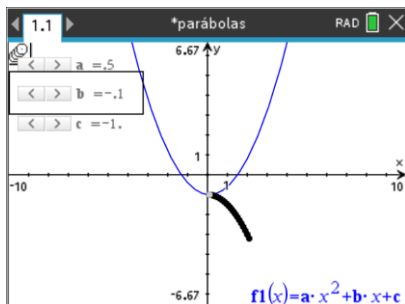 1.1 *parábolas RAD
6.67 y
a =.5
b =-.1
c =-1.
1
x
-10 1 10
-6.67 f1(x)=a·x²+b·x+c